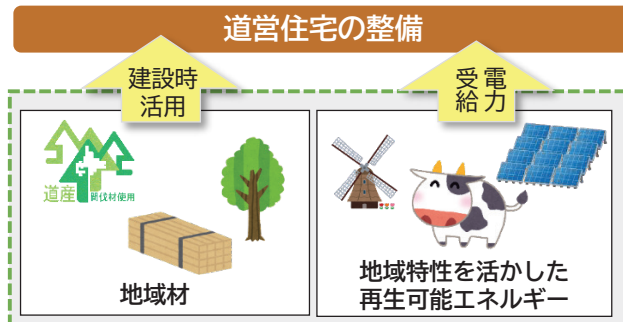 道営住宅の整備
建設時
活用
受電
給力
道産
間伐材使用
地域材
地域特性を活かした
再生可能エネルギー